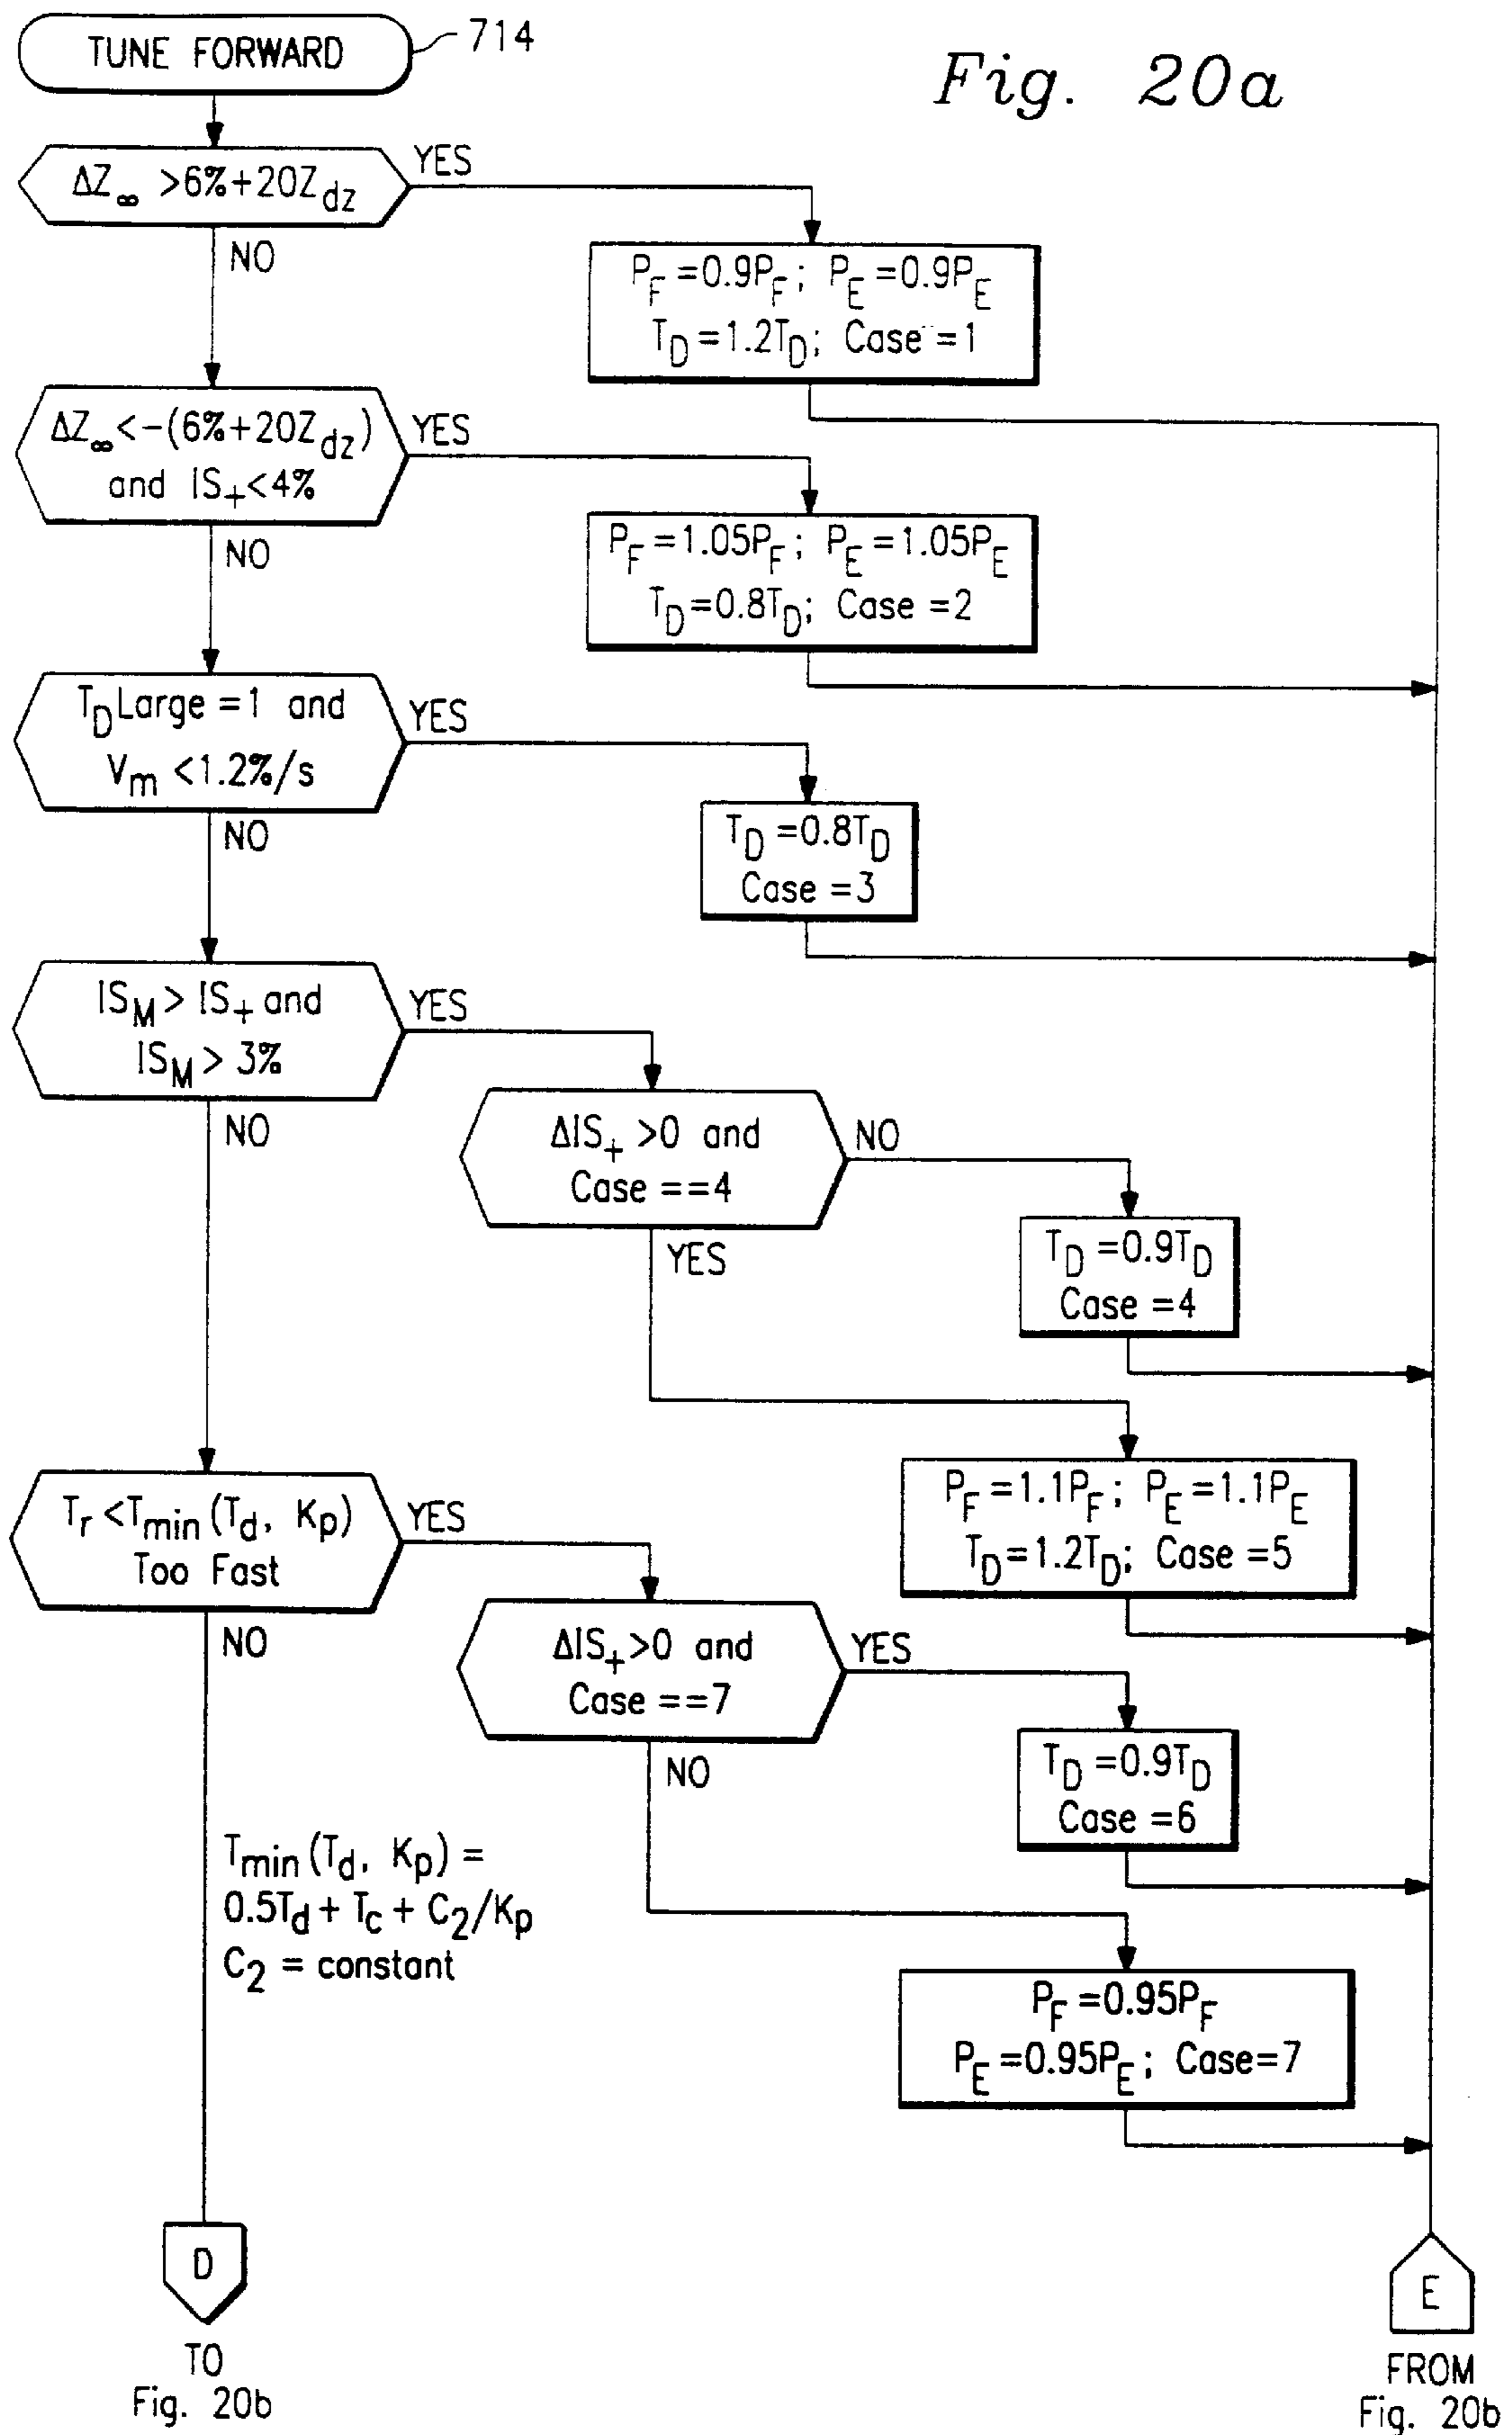 TUNE FORWARD
714
Fig. 20a
ΔZ∞ >6%+20Zdz
YES
NO
PF =0.9PF; PE =0.9PE
TD =1.2TD; Case =1
ΔZ∞ <-(6%+20Zdz)
and IS+ <4%
YES
NO
PF =1.05PF; PE =1.05PE
TD =0.8TD; Case =2
TD Large =1 and
Vm <1.2%/s
YES
NO
TD =0.8TD
Case =3
ISM > IS+ and
ISM > 3%
YES
NO
ΔIS+ >0 and
Case ==4
NO
YES
TD =0.9TD
Case =4
PF =1.1PF; PE =1.1PE
TD =1.2TD; Case =5
Tr <Tmin (Td, Kp)
Too Fast
YES
NO
ΔIS+ >0 and
Case ==7
YES
NO
TD =0.9TD
Case =6
Tmin (Td, Kp) =
0.5Td + Tc + C2/Kp
C2 = constant
PF =0.95PF
PE =0.95PE; Case=7
D
TO
Fig. 20b
E
FROM
Fig. 20b